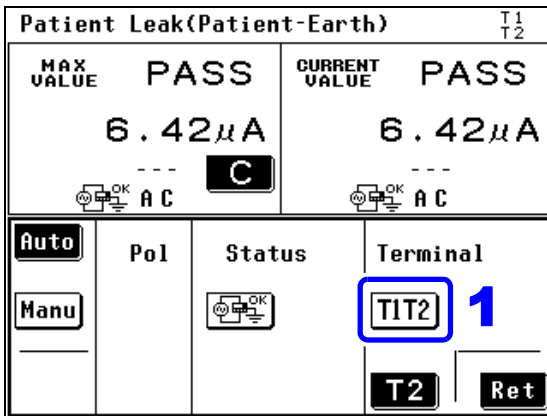 Patient Leak(Patient-Earth) T1 T2
MAX VALUE PASS
6.42µA
---
C
OK AC
CURRENT VALUE PASS
6.42µA
---
OK AC
Auto
Manu
Pol
Status
OK
Terminal
T1T2 1
T2 Ret